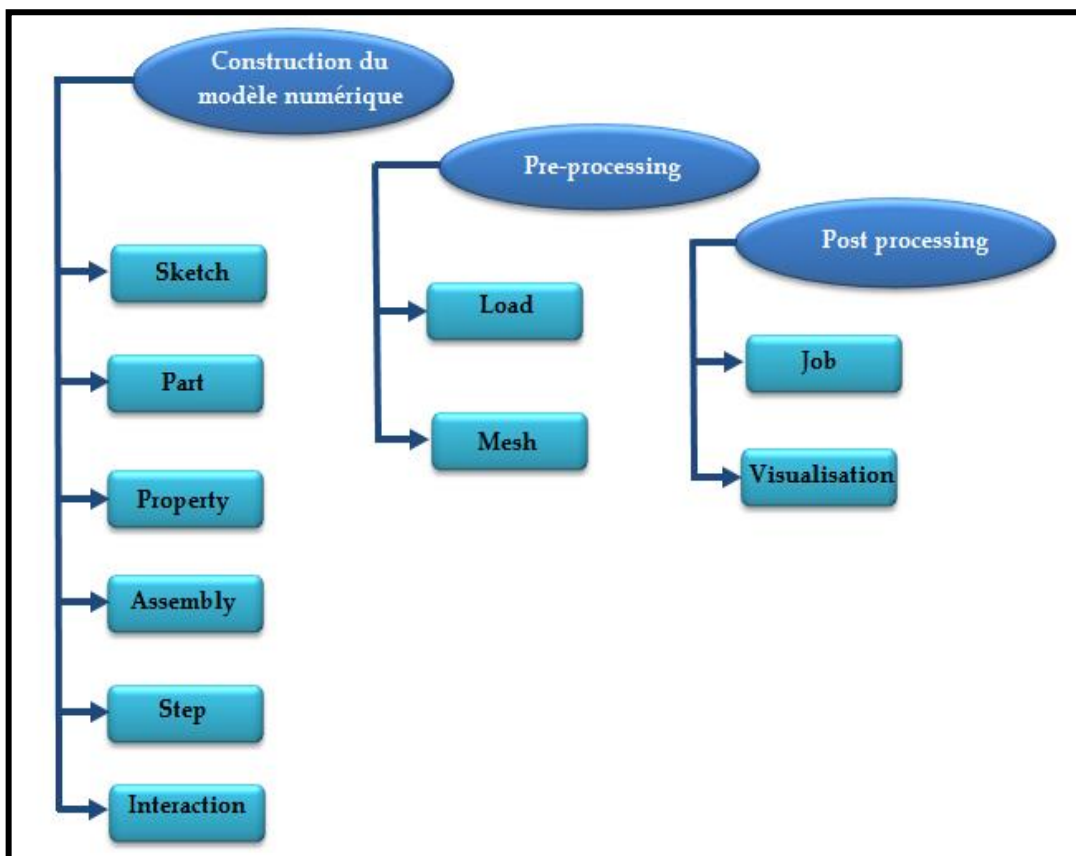 Construction du
modèle numérique
Sketch
Part
Property
Assembly
Step
Interaction
Pre-processing
Load
Mesh
Post processing
Job
Visualisation